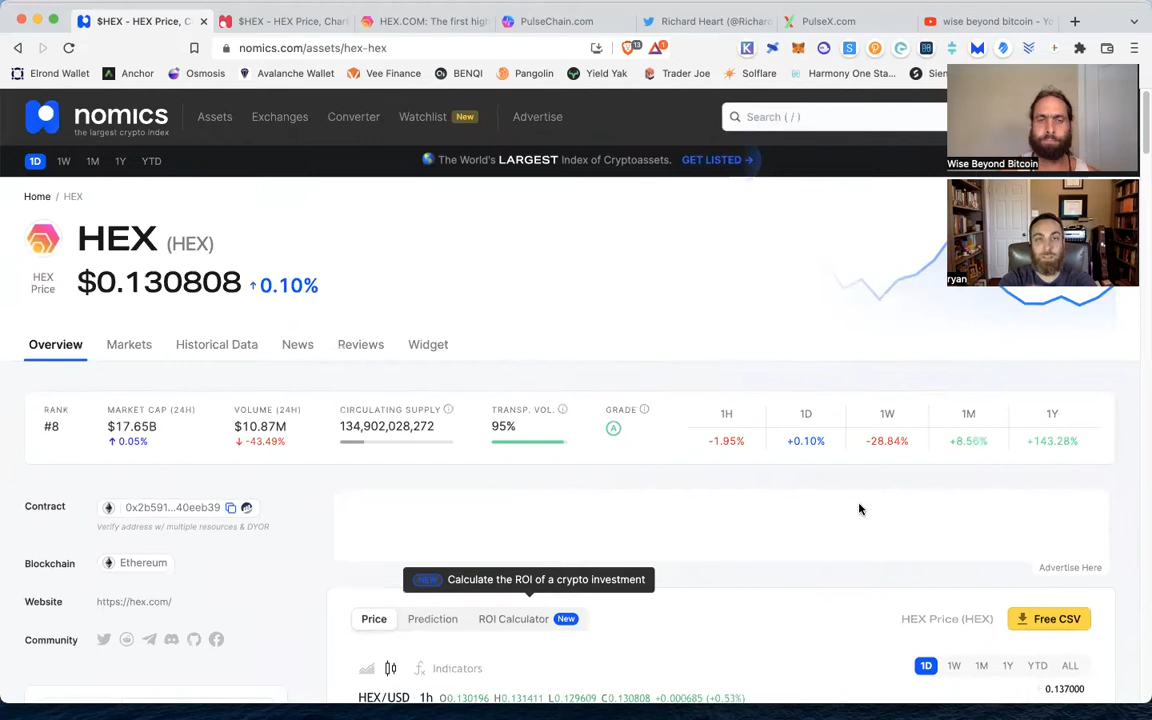 $HEX - HEX Price, C
$HEX - HEX Price, Chart
HEX.COM: The first high
PulseChain.com
Richard Heart (@Richard
PulseX.com
wise beyond bitcoin - Yo
nomics.com/assets/hex-hex
13
1
Elrond Wallet
Anchor
Osmosis
Avalanche Wallet
Vee Finance
BENQI
Pangolin
Yield Yak
Trader Joe
Solflare
Harmony One Sta...
Sien
nomics
the largest crypto index
Assets
Exchanges
Converter
Watchlist New
Advertise
Search ( / )
1D 1W 1M 1Y YTD
The World's LARGEST Index of Cryptoassets. GET LISTED →
Wise Beyond Bitcoin
ryan
Home / HEX
HEX (HEX)
HEX
Price
$0.130808 ↑ 0.10%
Overview Markets Historical Data News Reviews Widget
RANK
#8
MARKET CAP (24H)
$17.65B
↑ 0.05%
VOLUME (24H)
$10.87M
↓ -43.49%
CIRCULATING SUPPLY
134,902,028,272
TRANSP. VOL.
95%
GRADE
A
1H 1D 1W 1M 1Y
-1.95% +0.10% -28.84% +8.56% +143.28%
Contract 0x2b591...40eeb39
Verify address w/ multiple resources & DYOR
Blockchain Ethereum
Website https://hex.com/
Community
Advertise Here
NEW Calculate the ROI of a crypto investment
Price Prediction ROI Calculator New
HEX Price (HEX)
Free CSV
Indicators
1D 1W 1M 1Y YTD ALL
HEX/USD 1h O0.130196 H0.131411 L0.129609 C0.130808 +0.000685 (+0.53%)
0.137000